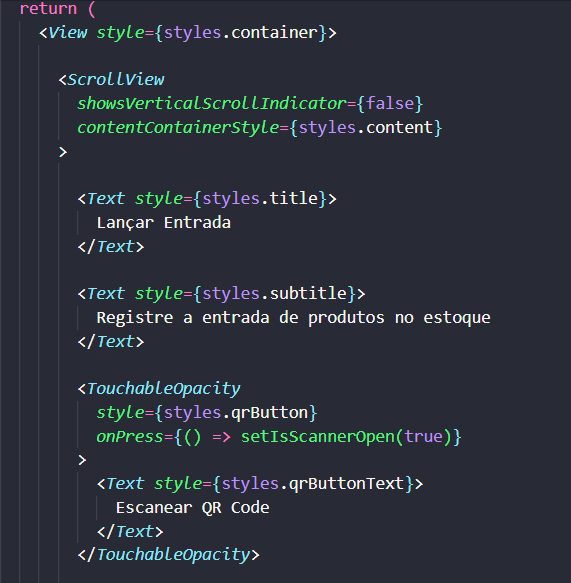 return (
<View style={styles.container}>
<ScrollView
showsVerticalScrollIndicator={false}
contentContainerStyle={styles.content}
>
<Text style={styles.title}>
Lançar Entrada
</Text>
<Text style={styles.subtitle}>
Registre a entrada de produtos no estoque
</Text>
<TouchableOpacity
style={styles.qrButton}
onPress={() => setIsScannerOpen(true)}
>
<Text style={styles.qrButtonText}>
Escanear QR Code
</Text>
</TouchableOpacity>